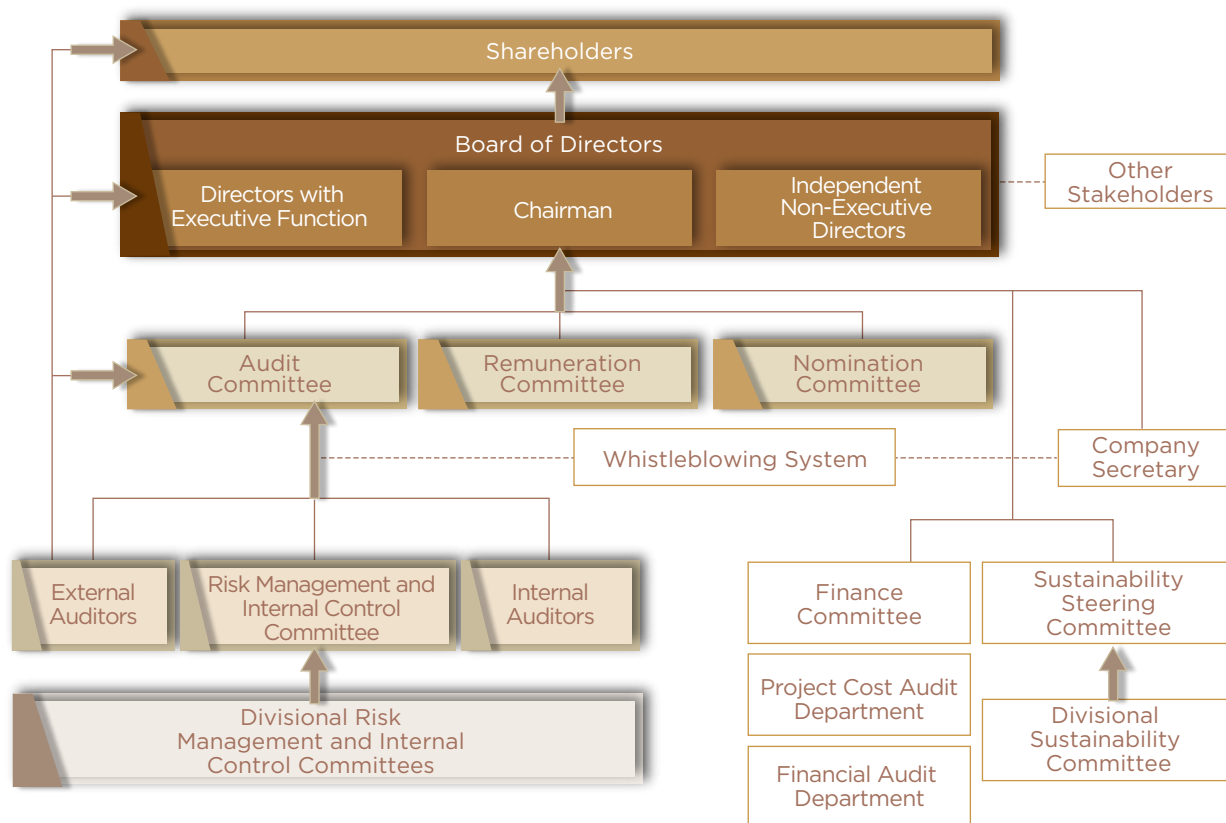 Shareholders
Board of Directors
Directors with
Executive Function
Chairman
Independent
Non-Executive
Directors
Other
Stakeholders
Audit
Committee
Remuneration
Committee
Nomination
Committee
Whistleblowing System
Company
Secretary
External
Auditors
Risk Management and
Internal Control
Committee
Internal
Auditors
Finance
Committee
Sustainability
Steering
Committee
Divisional Risk
Management and Internal
Control Committees
Project Cost Audit
Department
Divisional
Sustainability
Committee
Financial Audit
Department